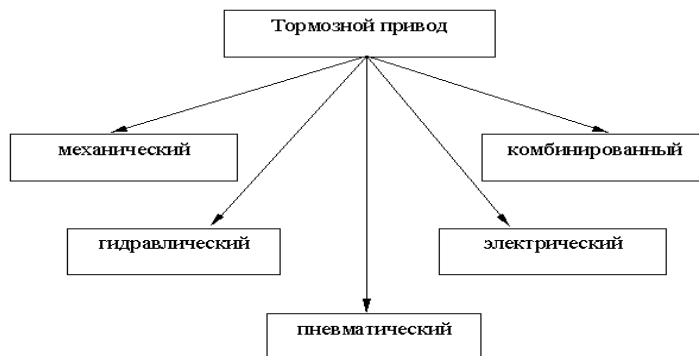 Тормозной привод
механический
комбинированный
гидравлический
электрический
пневматический